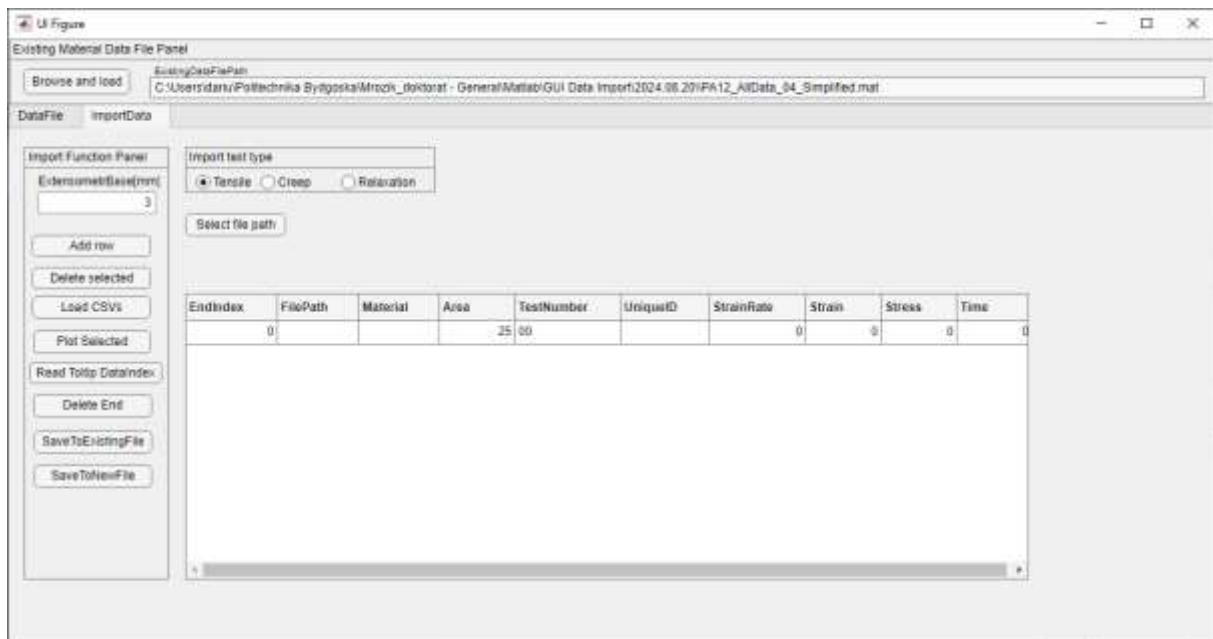 UI Figure
Existing Material Data File Panel
Browse and load
ExistingDataFilePath
C:\Users\dariu\Politechnika Bydgoska\Mrozik_doktorat - General\Matlab\GUI Data Import\2024.08.20\PA12_AllData_04_Simplified.mat
DataFile ImportData
Import Function Panel
Import test type
ExtensometrBase[mm]
Tensile Creep Relaxation
3
Select file path
Add row
Delete selected
Load CSVs
EndIndex FilePath Material Area TestNumber UniqueID StrainRate Strain Stress Time
0 25 00 0 0 0 0
Plot Selected
Read Toltip DataIndex
Delete End
SaveToExistingFile
SaveToNewFile